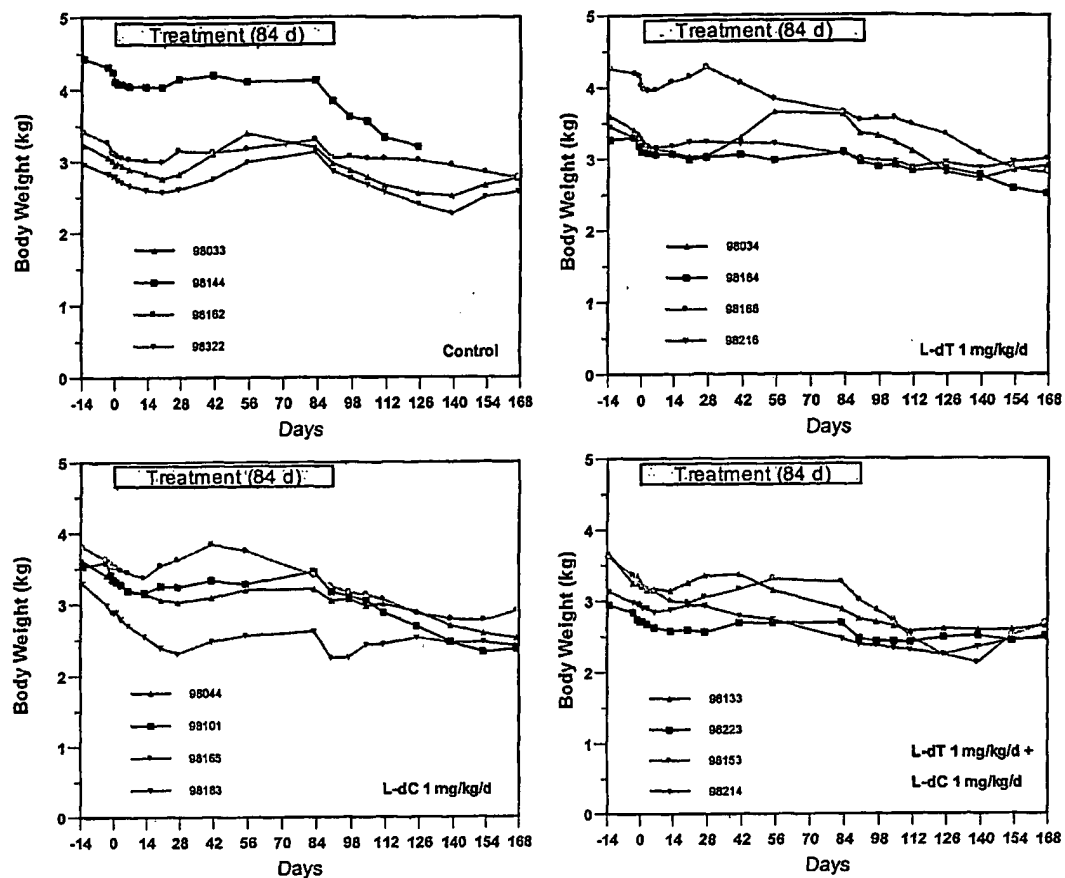 Treatment (84 d)
Body Weight (kg)
5
4
3
2
1
0
98033
98144
98162
98322
Control
-14 0 14 28 42 56 70 84 98 112 126 140 154 168
Days
Treatment (84 d)
Body Weight (kg)
5
4
3
2
1
0
98034
98164
98168
98216
L-dT 1 mg/kg/d
-14 0 14 28 42 56 70 84 98 112 126 140 154 168
Days
Treatment (84 d)
Body Weight (kg)
5
4
3
2
1
0
98044
98101
98165
98183
L-dC 1 mg/kg/d
-14 0 14 28 42 56 70 84 98 112 126 140 154 168
Days
Treatment (84 d)
Body Weight (kg)
5
4
3
2
1
0
98133
98223
98153
98214
L-dT 1 mg/kg/d +
L-dC 1 mg/kg/d
-14 0 14 28 42 56 70 84 98 112 126 140 154 168
Days